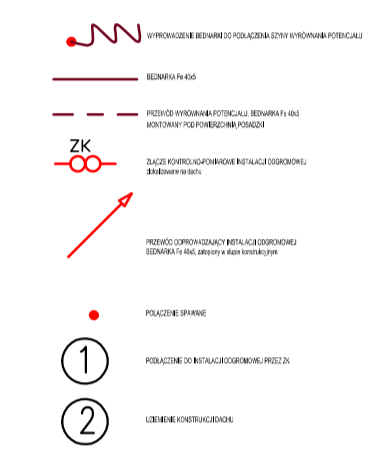 WYPROWADZENIE BEDNARKI DO PODŁĄCZENIA SZYNY WYRÓWNANIA POTENCJAŁU
BEDNARKA Fe 40x5
PRZEWÓD WYRÓWNANIA POTENCJAŁU, BEDNARKA Fe 40x5
MONTOWANY POD POWIERZCHNIĄ POSADZKI
ZK
ZŁĄCZE KONTROLNO-POMIAROWE INSTALACJI ODGROMOWEJ
zlokalizowane na dachu
PRZEWÓD ODPROWADZAJĄCY INSTALACJI ODGROMOWEJ
BEDNARKA Fe 40x5, zatopiony w słupie konstrukcyjnym
POŁĄCZENIE SPAWANE
1
PODŁĄCZENIE DO INSTALACJI ODGROMOWEJ PRZEZ ZK
2
UZIEMIENIE KONSTRUKCJI DACHU